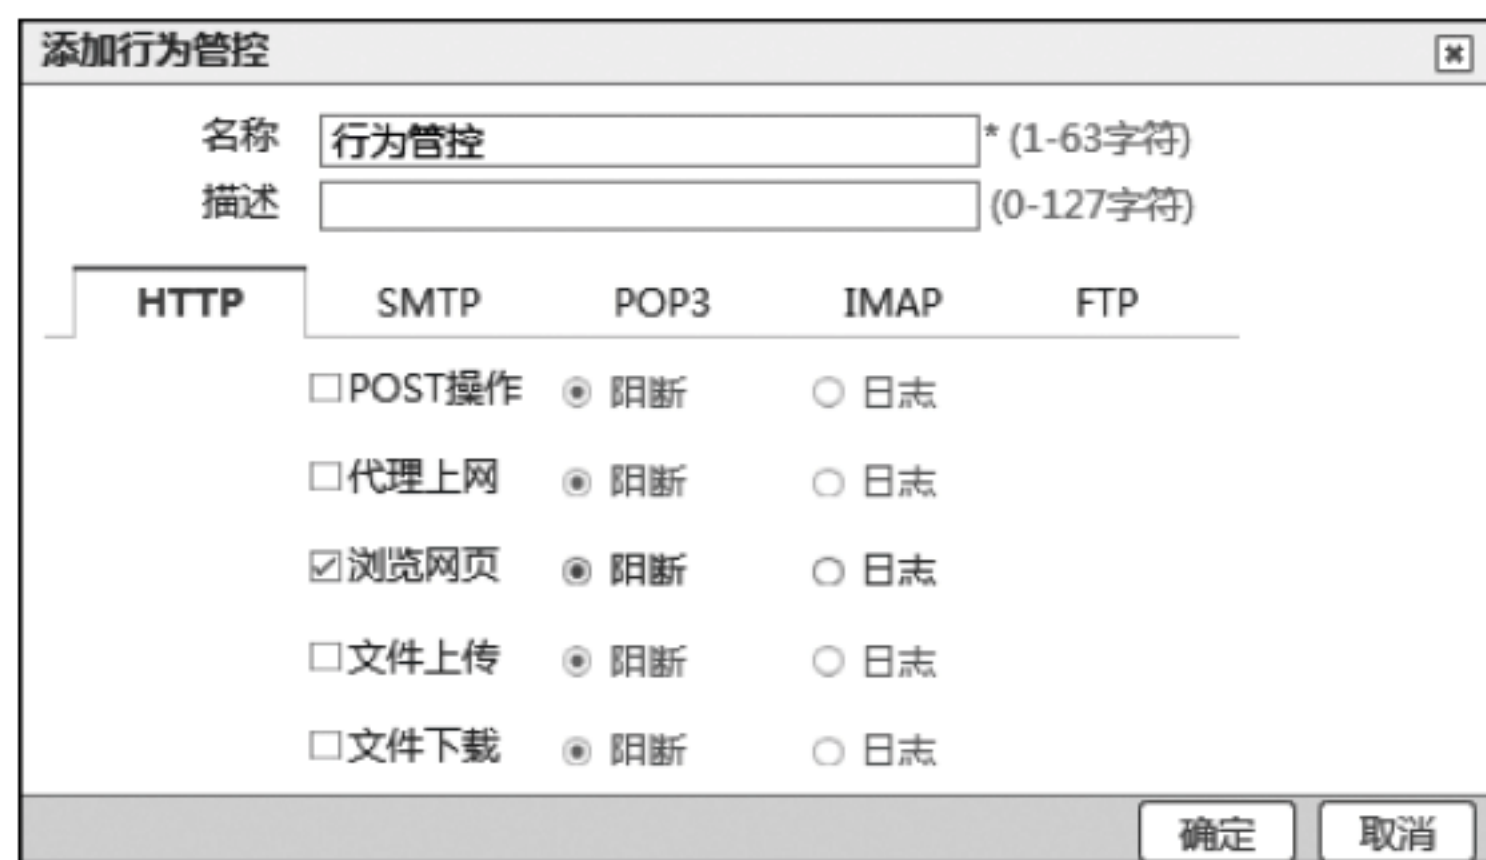 添加行为管控
名称 行为管控 * (1-63字符)
描述 (0-127字符)
HTTP SMTP POP3 IMAP FTP
POST操作 阻断 日志
代理上网 阻断 日志
浏览网页 阻断 日志
文件上传 阻断 日志
文件下载 阻断 日志
确定 取消